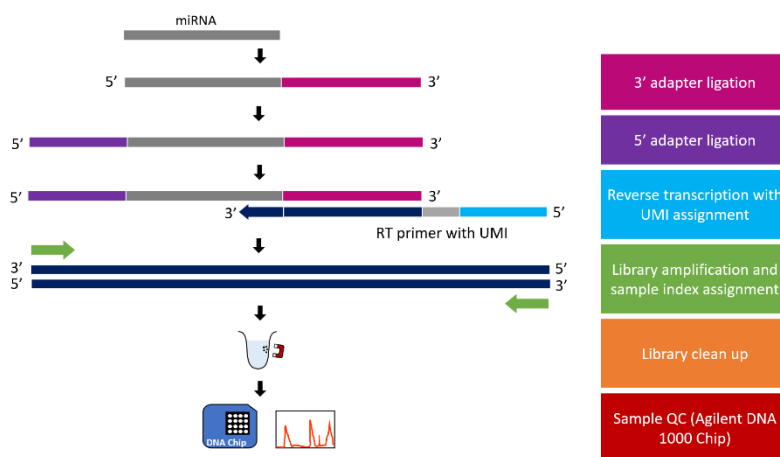 miRNA
5’ 3’
3’ adapter ligation
5’ 3’
5’ adapter ligation
5’ 3’
3’ 5’
RT primer with UMI
Reverse transcription with
UMI assignment
3’ 5’
5’ 3’
Library amplification and
sample index assignment
Library clean up
DNA Chip
Sample QC (Agilent DNA
1000 Chip)